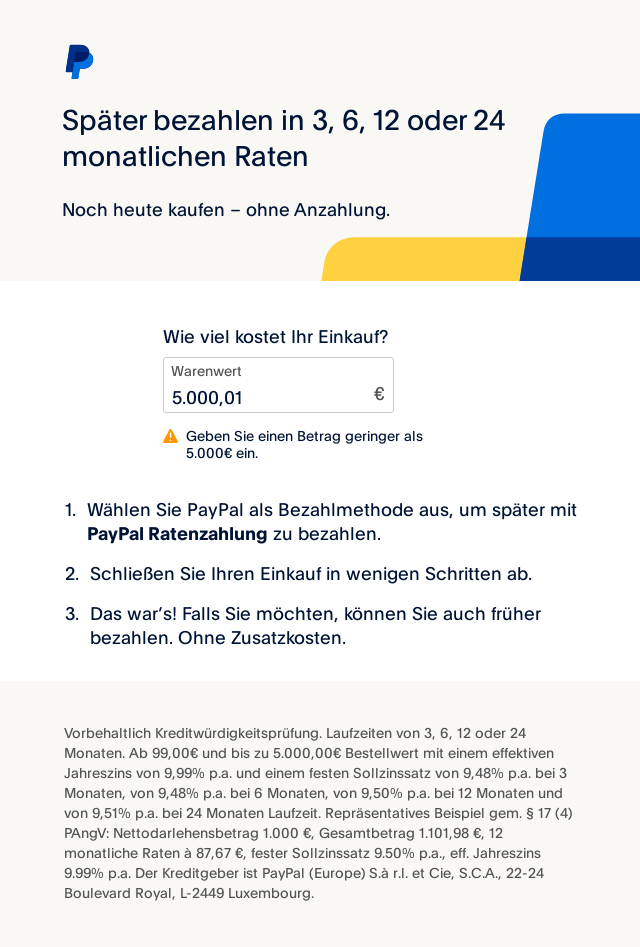 Später bezahlen in 3, 6, 12 oder 24
monatlichen Raten
Noch heute kaufen – ohne Anzahlung.
Wie viel kostet Ihr Einkauf?
Warenwert
5.000,01 €
Geben Sie einen Betrag geringer als
5.000€ ein.
1. Wählen Sie PayPal als Bezahlmethode aus, um später mit
PayPal Ratenzahlung zu bezahlen.
2. Schließen Sie Ihren Einkauf in wenigen Schritten ab.
3. Das war’s! Falls Sie möchten, können Sie auch früher
bezahlen. Ohne Zusatzkosten.
Vorbehaltlich Kreditwürdigkeitsprüfung. Laufzeiten von 3, 6, 12 oder 24
Monaten. Ab 99,00€ und bis zu 5.000,00€ Bestellwert mit einem effektiven
Jahreszins von 9,99% p.a. und einem festen Sollzinssatz von 9,48% p.a. bei 3
Monaten, von 9,48% p.a. bei 6 Monaten, von 9,50% p.a. bei 12 Monaten und
von 9,51% p.a. bei 24 Monaten Laufzeit. Repräsentatives Beispiel gem. § 17 (4)
PAngV: Nettodarlehensbetrag 1.000 €, Gesamtbetrag 1.101,98 €, 12
monatliche Raten à 87,67 €, fester Sollzinssatz 9.50% p.a., eff. Jahreszins
9.99% p.a. Der Kreditgeber ist PayPal (Europe) S.à r.l. et Cie, S.C.A., 22-24
Boulevard Royal, L-2449 Luxembourg.